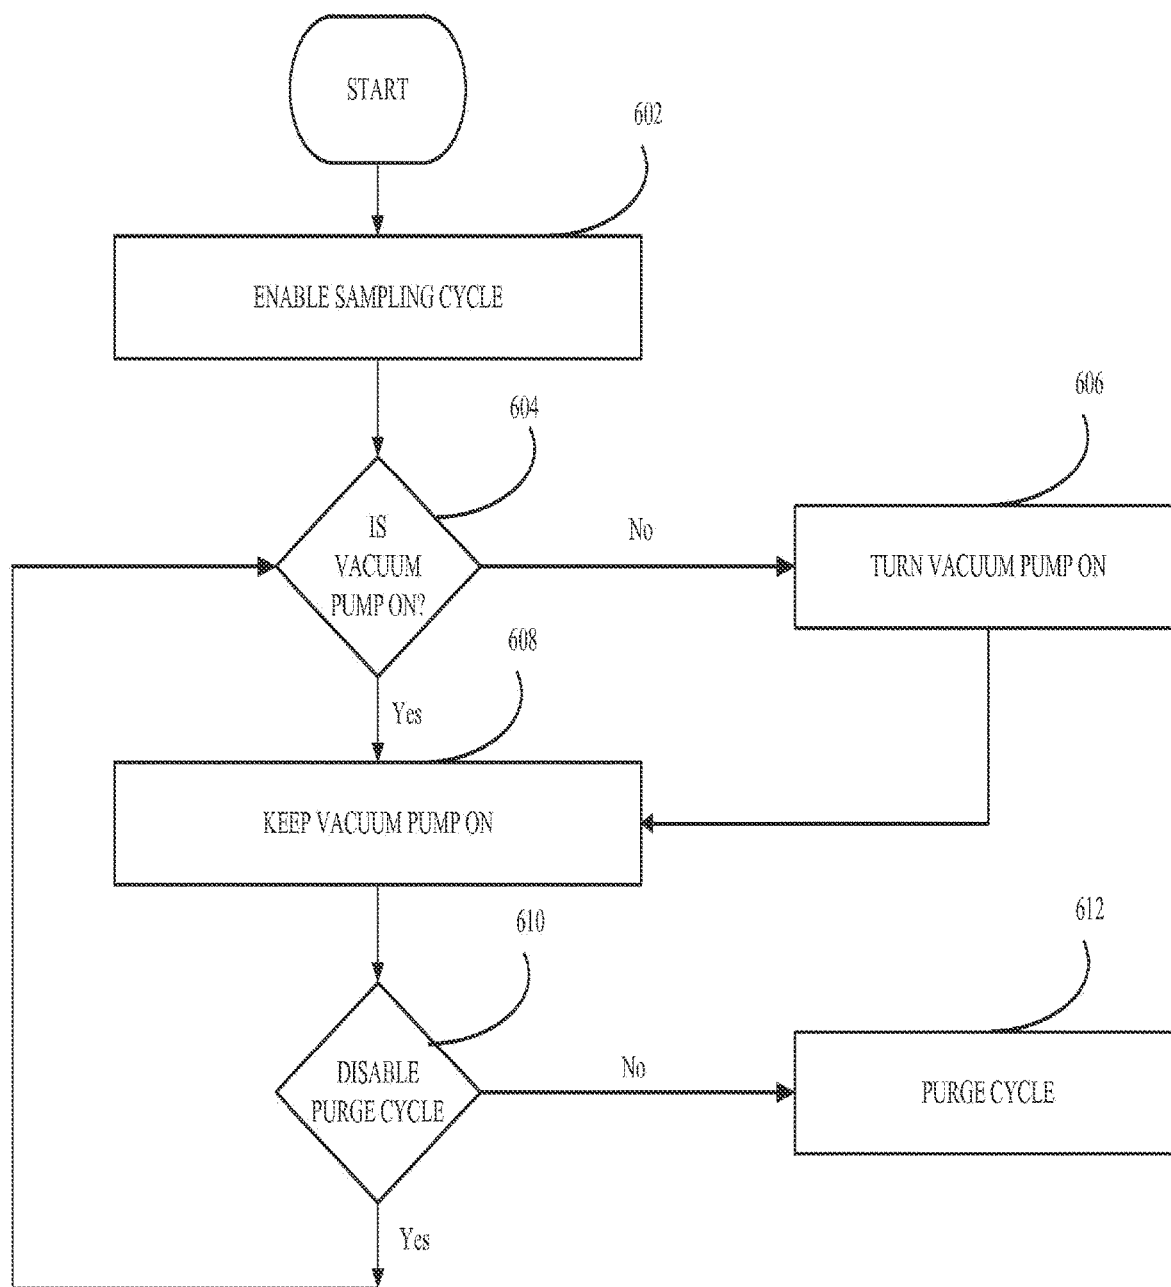 START
602
ENABLE SAMPLING CYCLE
604
606
IS
VACUUM
PUMP ON?
No
TURN VACUUM PUMP ON
608
Yes
KEEP VACUUM PUMP ON
610
612
DISABLE
PURGE CYCLE
No
PURGE CYCLE
Yes